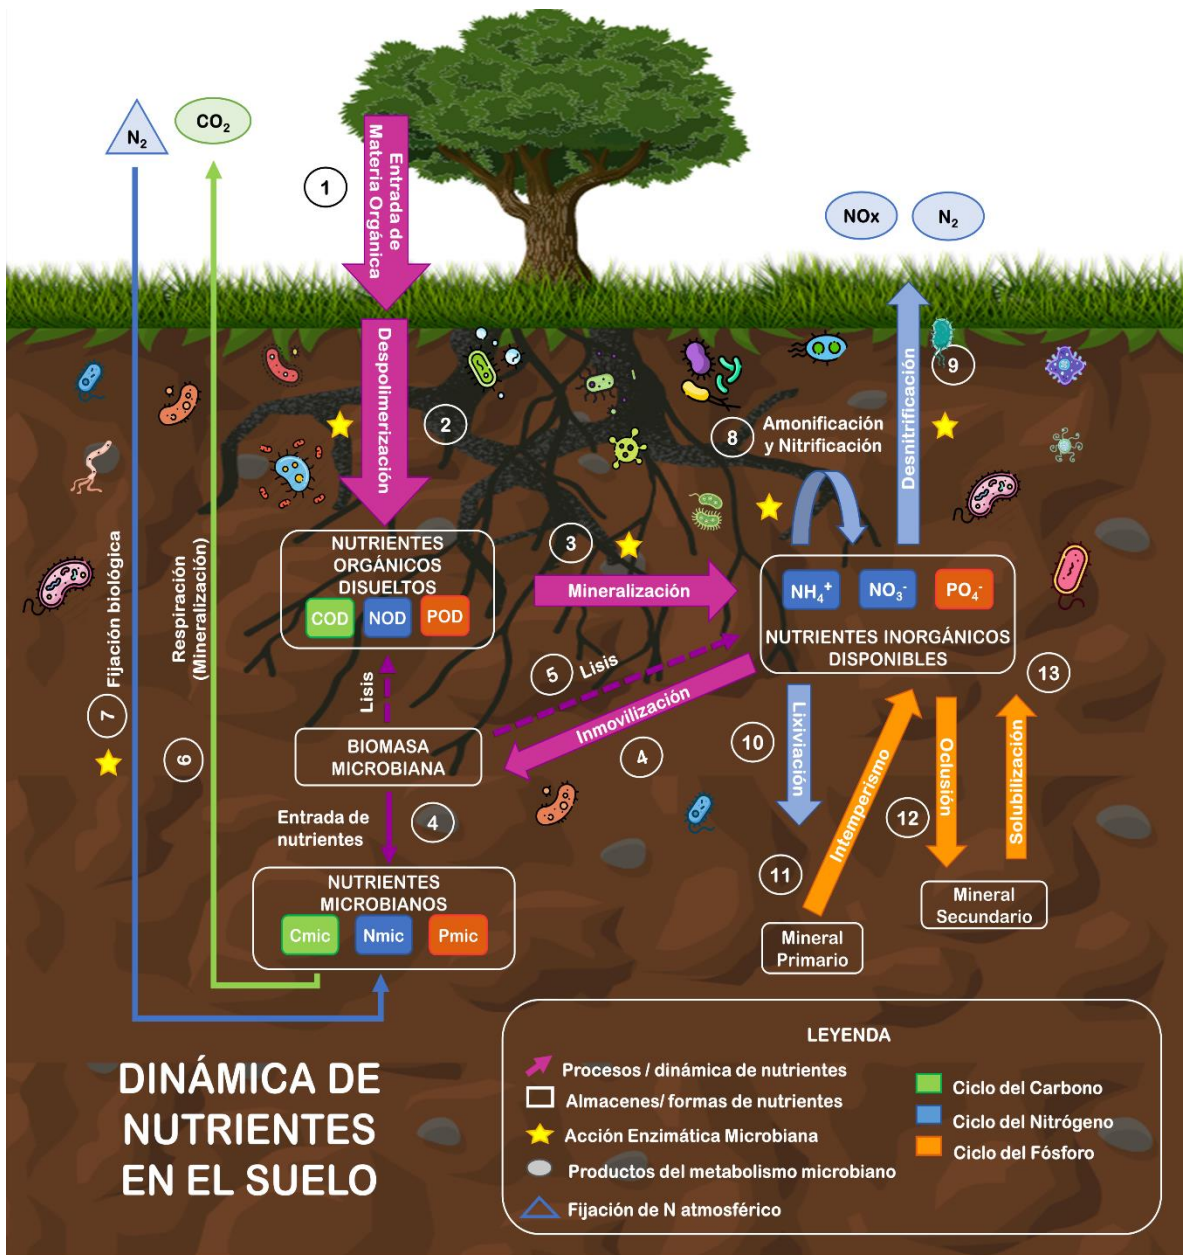 N₂
CO₂
1
Entrada de
Materia Orgánica
NOx
N₂
Despolimerización
2
8
Amonificación
y Nitrificación
9
Desnitrificación
NUTRIENTES
ORGÁNICOS
DISUELTOS
COD
NOD
POD
3
Mineralización
NH₄⁺
NO₃⁻
PO₄⁻
NUTRIENTES INORGÁNICOS
DISPONIBLES
Fijación biológica
7
Respiración
(Mineralización)
6
Lisis
5
Lisis
Inmovilización
4
BIOMASA
MICROBIANA
Entrada de
nutrientes
4
NUTRIENTES
MICROBIANOS
Cmic
Nmic
Pmic
10
Lixiviación
11
Intemperismo
12
Oclusión
13
Solubilización
Mineral
Primario
Mineral
Secundario
DINÁMICA DE
NUTRIENTES
EN EL SUELO
LEYENDA
Procesos / dinámica de nutrientes
Almacenes/ formas de nutrientes
Acción Enzimática Microbiana
Productos del metabolismo microbiano
Fijación de N atmosférico
Ciclo del Carbono
Ciclo del Nitrógeno
Ciclo del Fósforo